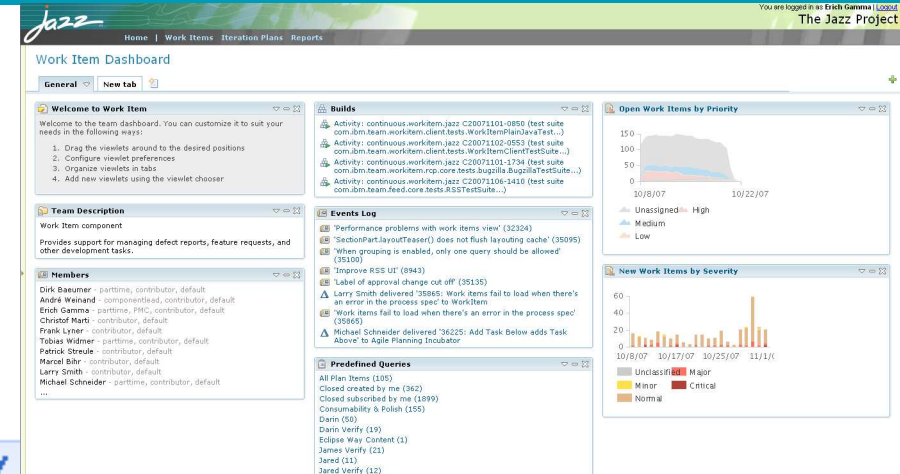 You are logged in as Erich Gamma | Logout
jazz
The Jazz Project
Home | Work Items Iteration Plans Reports
Work Item Dashboard
General
New tab
Welcome to Work Item
Welcome to the team dashboard. You can customize it to suit your
needs in the following ways:
1. Drag the viewlets around to the desired positions
2. Configure viewlet preferences
3. Organize viewlets in tabs
4. Add new viewlets using the viewlet chooser
Team Description
Work Item component
Provides support for managing defect reports, feature requests, and
other development tasks.
Members
Dirk Baeumer - parttime, contributor, default
André Weinand - componentlead, contributor, default
Erich Gamma - parttime, PMC, contributor, default
Christof Marti - contributor, default
Frank Lyner - contributor, default
Tobias Widmer - parttime, contributor, default
Patrick Streule - contributor, default
Marcel Bihr - contributor, default
Larry Smith - contributor, default
Michael Schneider - parttime, contributor, default
...
Builds
Activity: continuous.workitem.jazz C20071101-0850 (test suite
com.ibm.team.workitem.client.tests.WorkItemPlainJavaTest...)
Activity: continuous.workitem.jazz C20071102-0553 (test suite
com.ibm.team.workitem.client.tests.WorkItemClientTestSuite...)
Activity: continuous.workitem.jazz C20071101-1734 (test suite
com.ibm.team.workitem.rcp.core.tests.bugzilla.BugzillaTestSuite...)
Activity: continuous.workitem.jazz C20071106-1410 (test suite
com.ibm.team.feed.core.tests.RSSTestSuite...)
Events Log
'Performance problems with work items view' (32324)
'SectionPart.layoutTeaser() does not flush layouting cache' (35095)
'When grouping is enabled, only one query should be allowed'
(35100)
'Improve RSS UI' (8943)
'Label of approval change cut off' (35135)
Larry Smith delivered '35865: Work items fail to load when there's
an error in the process spec' to WorkItem
'Work items fail to load when there's an error in the process spec'
(35865)
Michael Schneider delivered '36225: Add Task Below adds Task
Above' to Agile Planning Incubator
Predefined Queries
All Plan Items (105)
Closed created by me (362)
Closed subscribed by me (1899)
Consumability & Polish (155)
Darin (50)
Darin Verify (19)
Eclipse Way Content (1)
James Verify (21)
Jared (11)
Jared Verify (12)
Open Work Items by Priority
150
100
50
0
10/8/07 10/22/07
Unassigned High
Medium
Low
New Work Items by Severity
60
40
20
0
10/8/07 10/17/07 10/25/07 11/1/0
Unclassified Major
Minor Critical
Normal